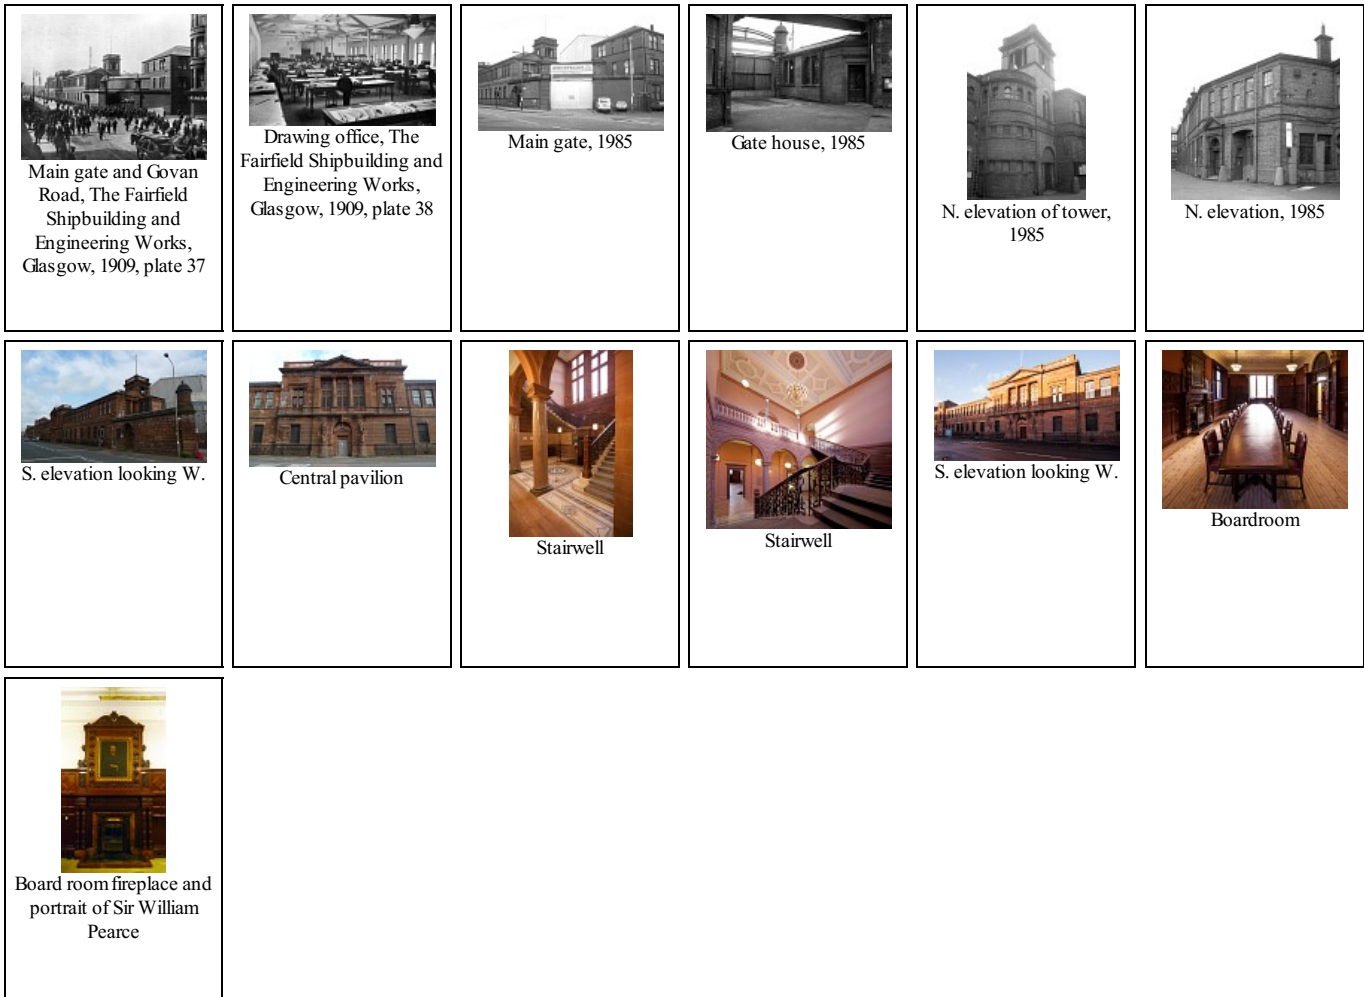 Main gate and Govan
Road, The Fairfield
Shipbuilding and
Engineering Works,
Glasgow, 1909, plate 37
Drawing office, The
Fairfield Shipbuilding and
Engineering Works,
Glasgow, 1909, plate 38
Main gate, 1985
Gate house, 1985
N. elevation of tower,
1985
N. elevation, 1985
S. elevation looking W.
Central pavilion
Stairwell
Stairwell
S. elevation looking W.
Boardroom
Board room fireplace and
portrait of Sir William
Pearce